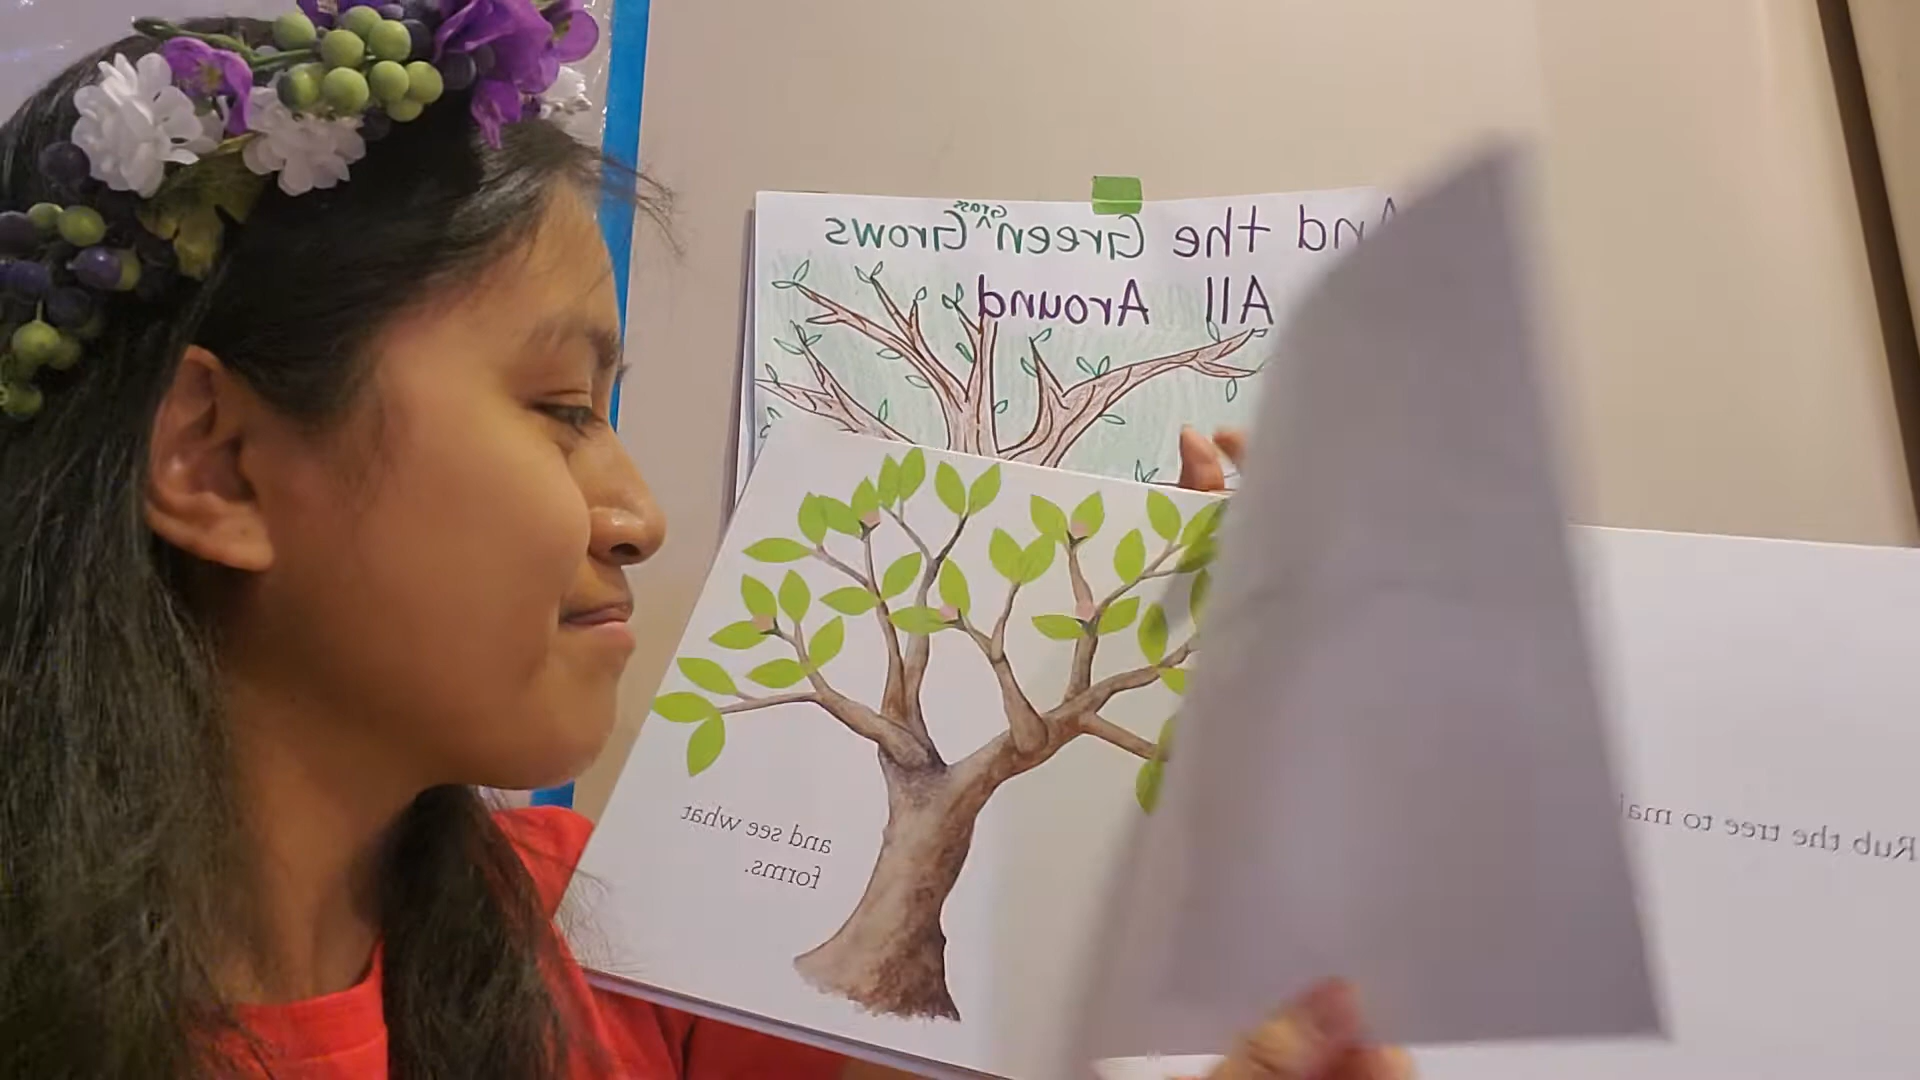 And the Green Grass Grows
All Around
and see what
forms.
Rub the tree to ma